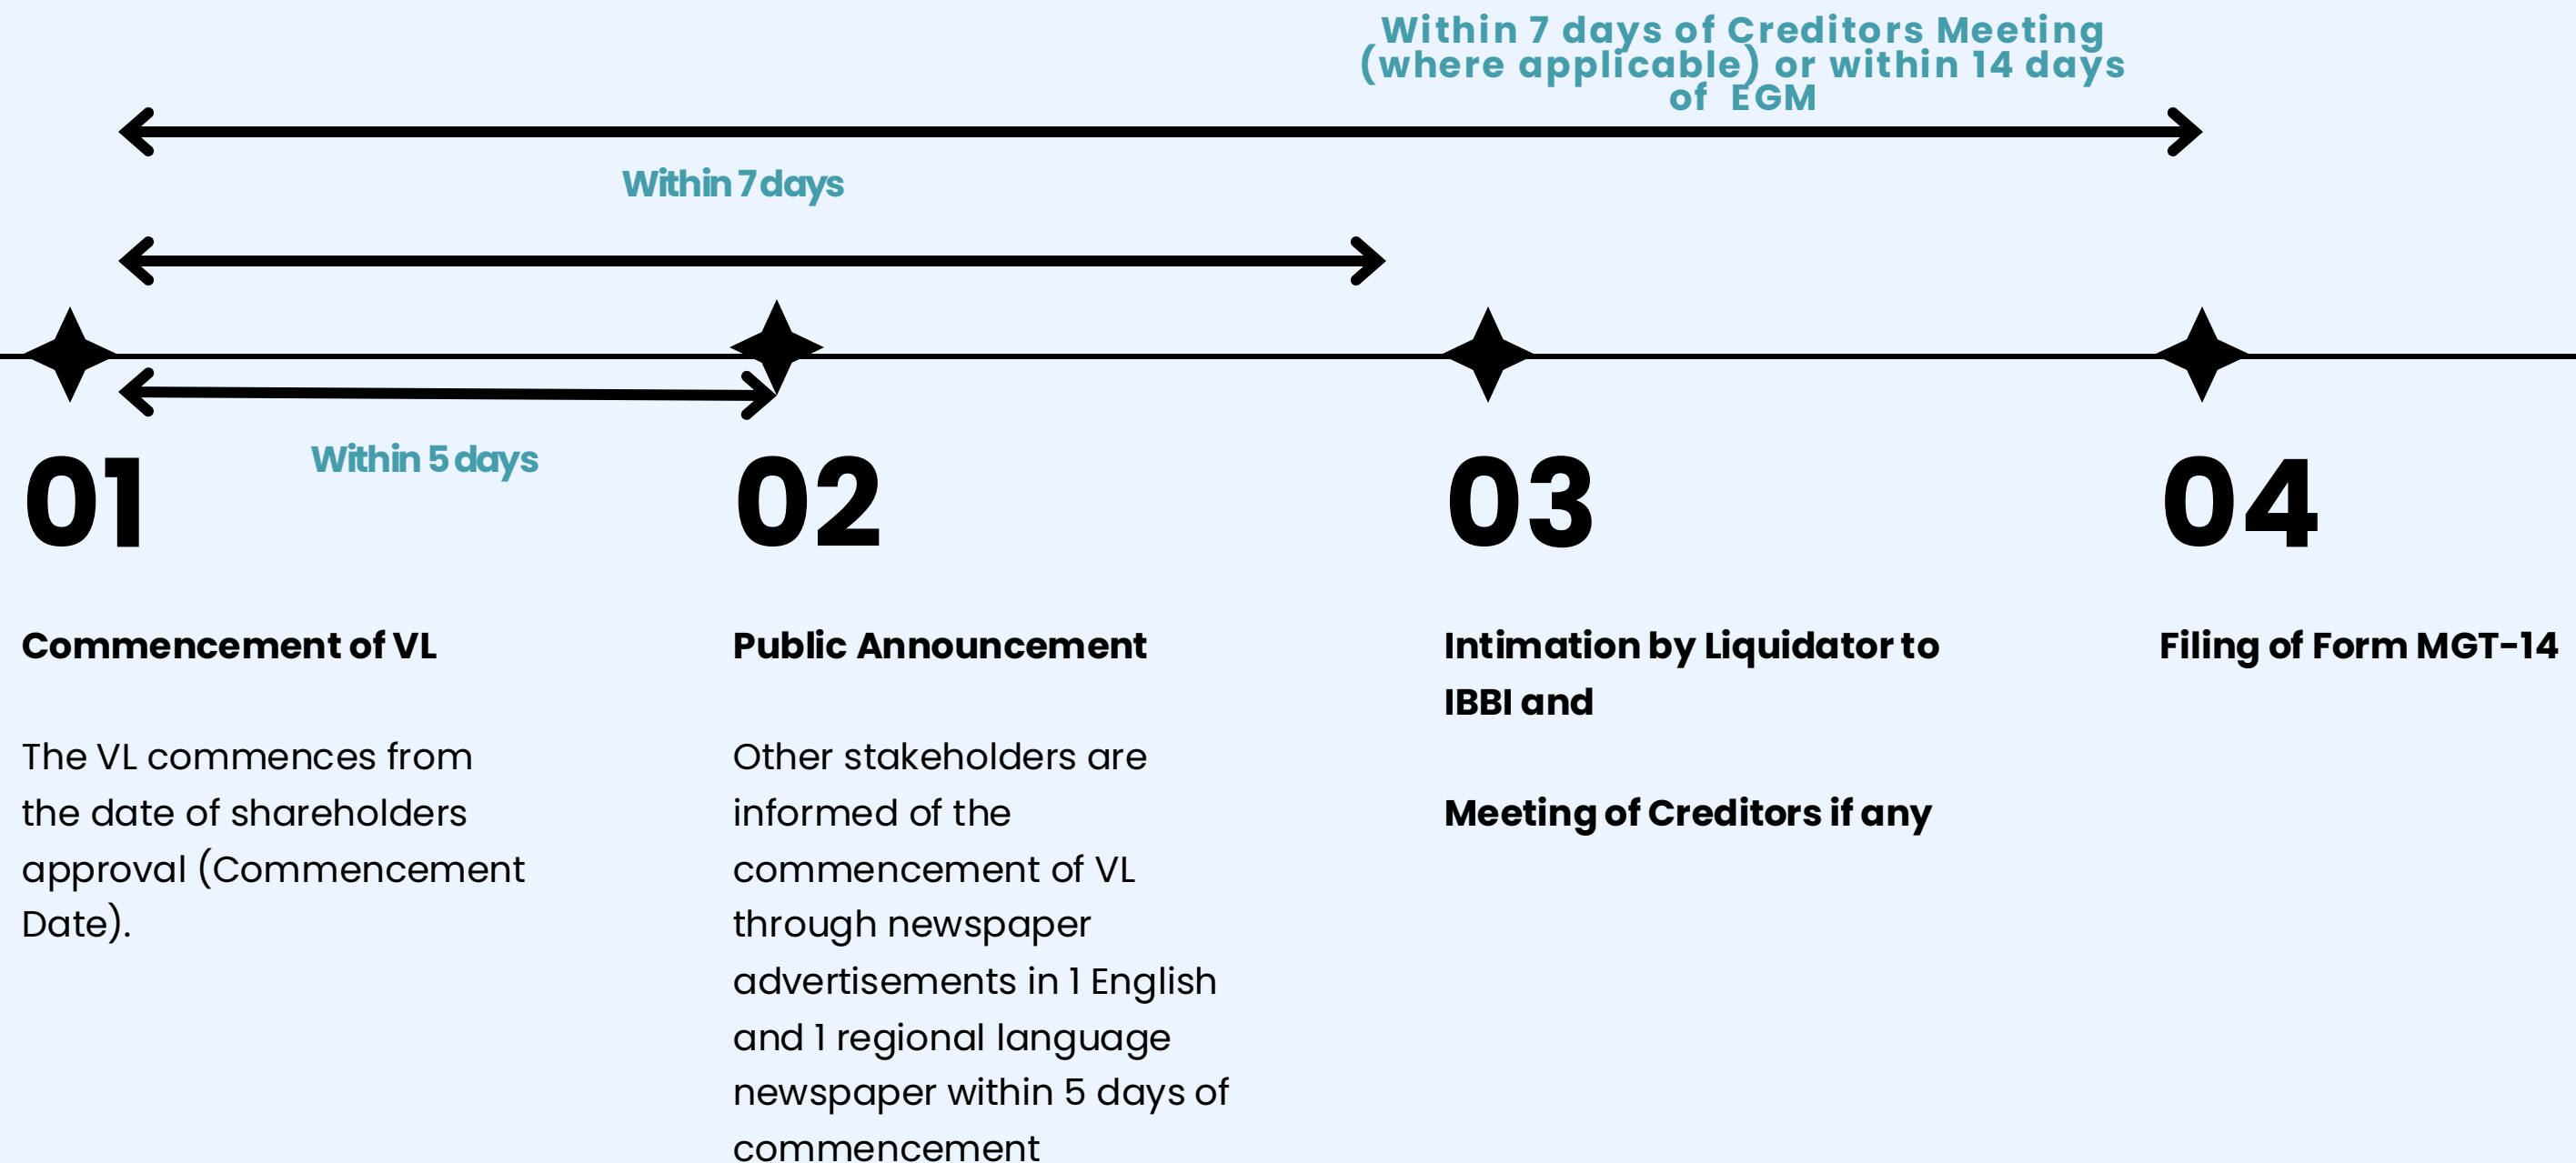 Within 7 days of Creditors Meeting
(where applicable) or within 14 days
of EGM
Within 7 days
Within 5 days
01
02
03
04
Commencement of VL
The VL commences from
the date of shareholders
approval (Commencement
Date).
Public Announcement
Other stakeholders are
informed of the
commencement of VL
through newspaper
advertisements in 1 English
and 1 regional language
newspaper within 5 days of
commencement
Intimation by Liquidator to
IBBI and
Meeting of Creditors if any
Filing of Form MGT-14